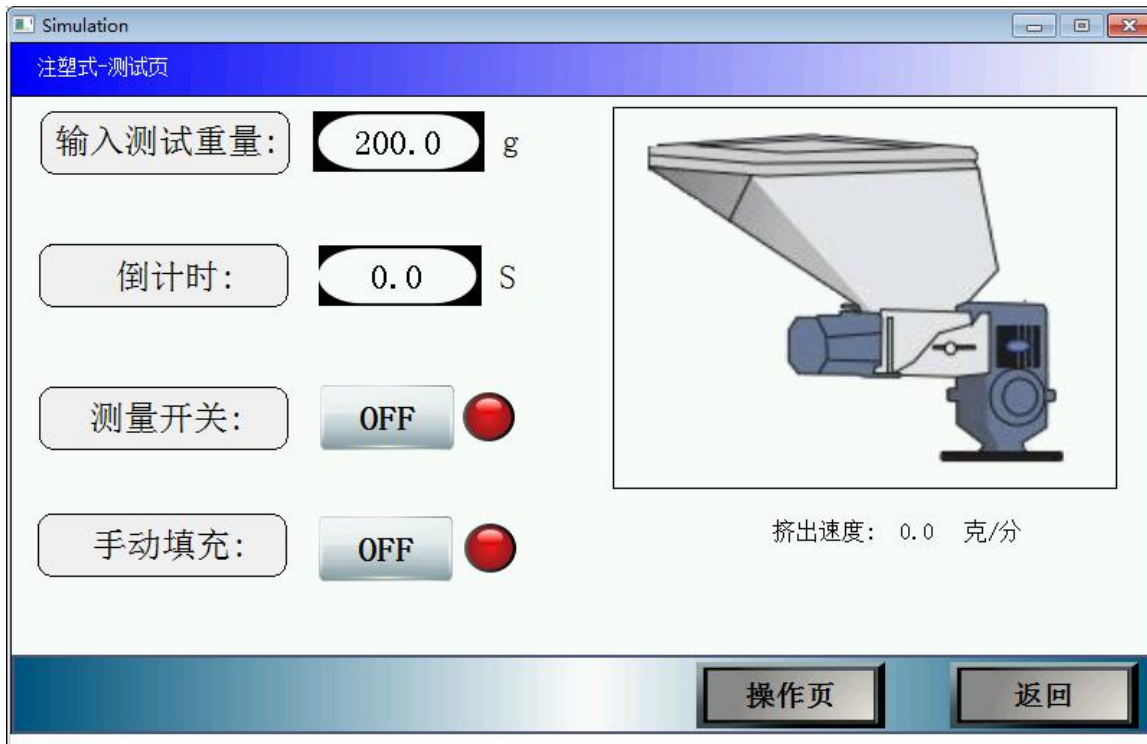 Simulation
注塑式-测试页
输入测试重量: 200.0 g
倒计时: 0.0 S
测量开关: OFF
手动填充: OFF
挤出速度: 0.0 克/分
操作页 返回